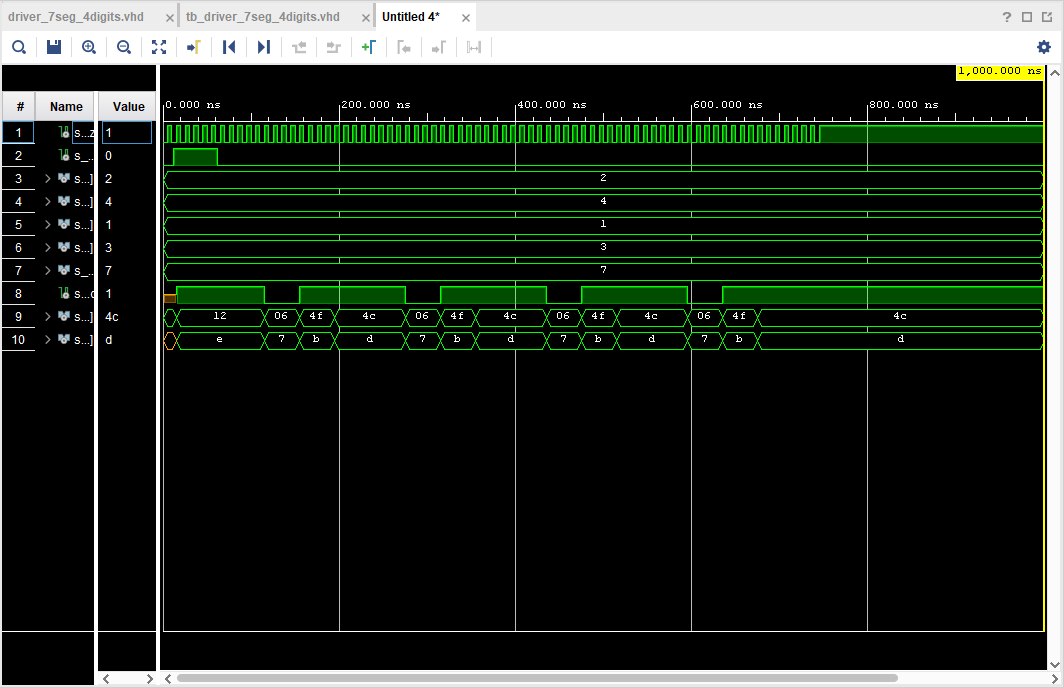 driver_7seg_4digits.vhd × tb_driver_7seg_4digits.vhd × Untitled 4* × ?
1,000.000 ns
# Name Value 0.000 ns 200.000 ns 400.000 ns 600.000 ns 800.000 ns
1 s...z 1
2 s_... 0
3 s...] 2 2
4 s...] 4 4
5 s...] 1 1
6 s...] 3 3
7 s_... 7 7
8 s...c 1
9 s...] 4c 12 06 4f 4c 06 4f 4c 06 4f 4c 06 4f 4c
10 s...] d e 7 b d 7 b d 7 b d 7 b d